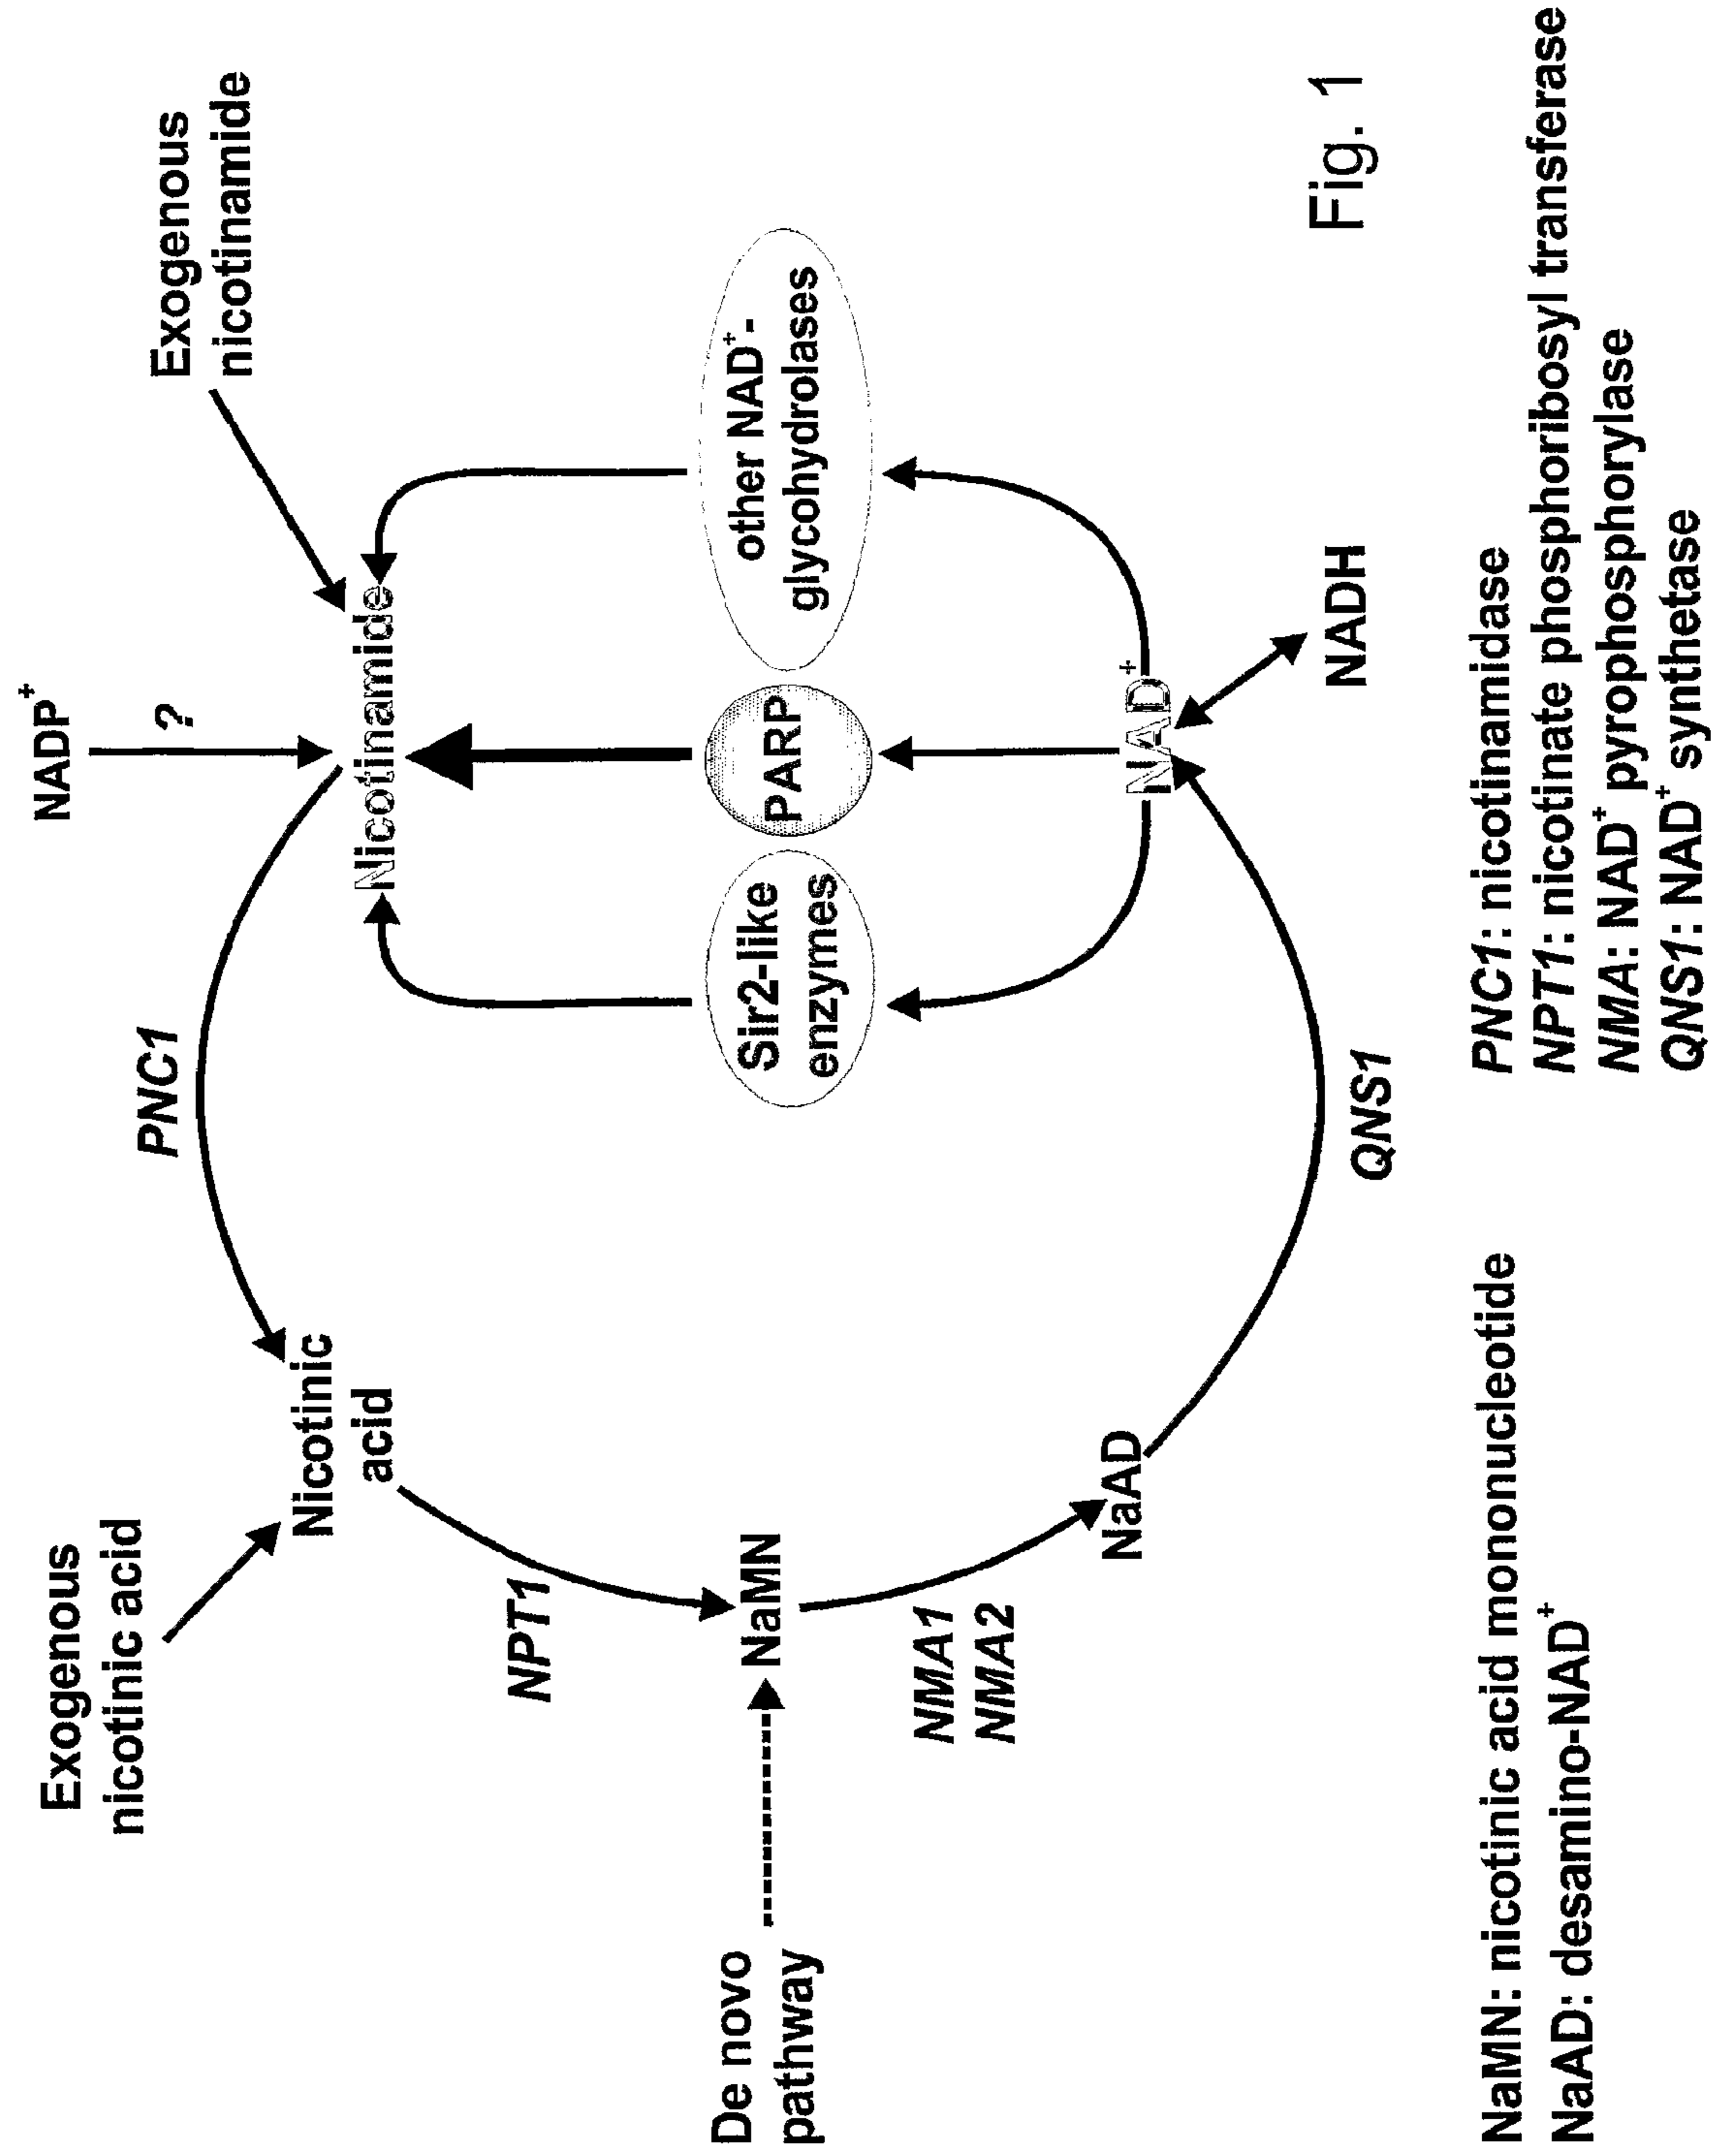 NADP+
?
Exogenous
nicotinamide
Exogenous
nicotinic acid
PNC1
Nicotinic
acid
Nicotinamide
NPT1
De novo
pathway
NaMN
Sir2-like
enzymes
PARP
other NAD+-
glycohydrolases
NMA1
NMA2
NaAD
NAD+
QNS1
NADH
Fig. 1
NaMN: nicotinic acid mononucleotide
NaAD: desamino-NAD+
PNC1: nicotinamidase
NPT1: nicotinate phosphoribosyl transferase
NMA: NAD+ pyrophosphorylase
QNS1: NAD+ synthetase